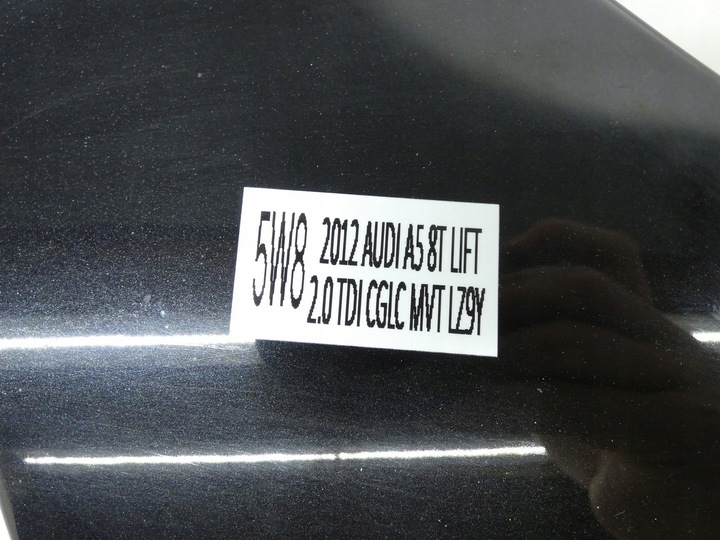 5W8
2012 AUDI A5 8T LIFT
2.0 TDI CGLC MVT LZ9Y